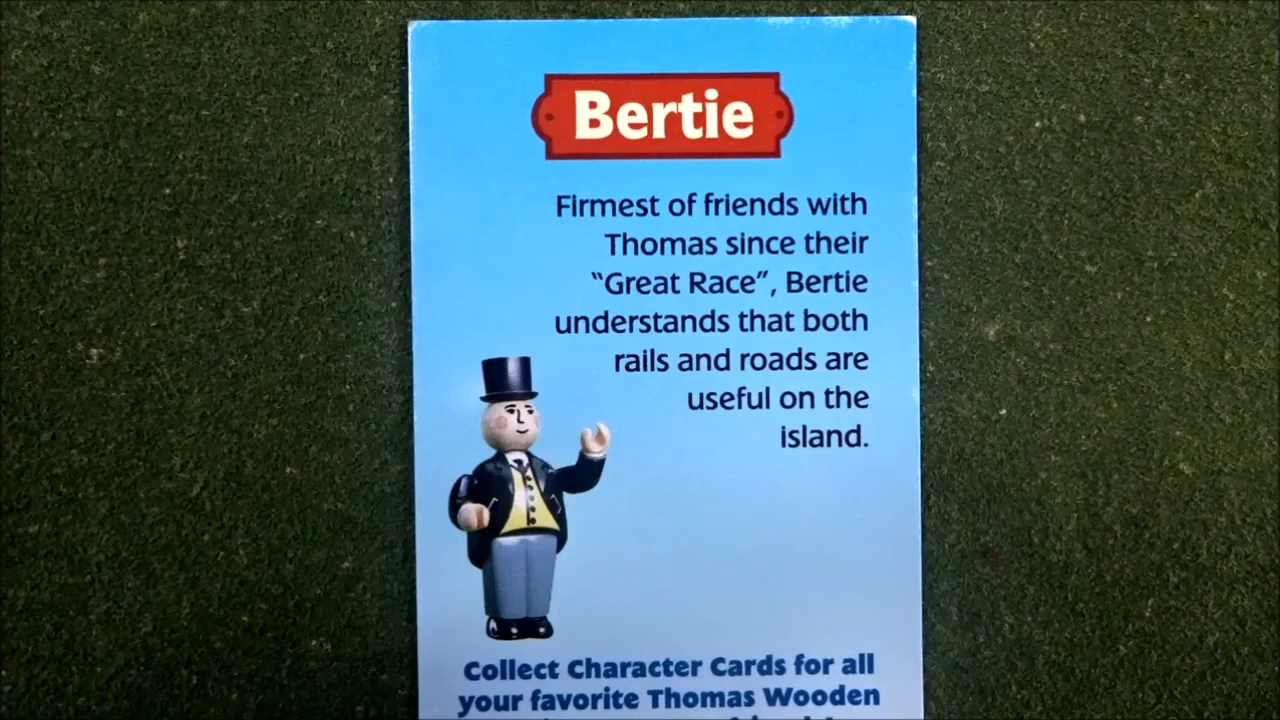 Bertie
Firmest of friends with
Thomas since their
“Great Race”, Bertie
understands that both
rails and roads are
useful on the
island.
Collect Character Cards for all
your favorite Thomas Wooden